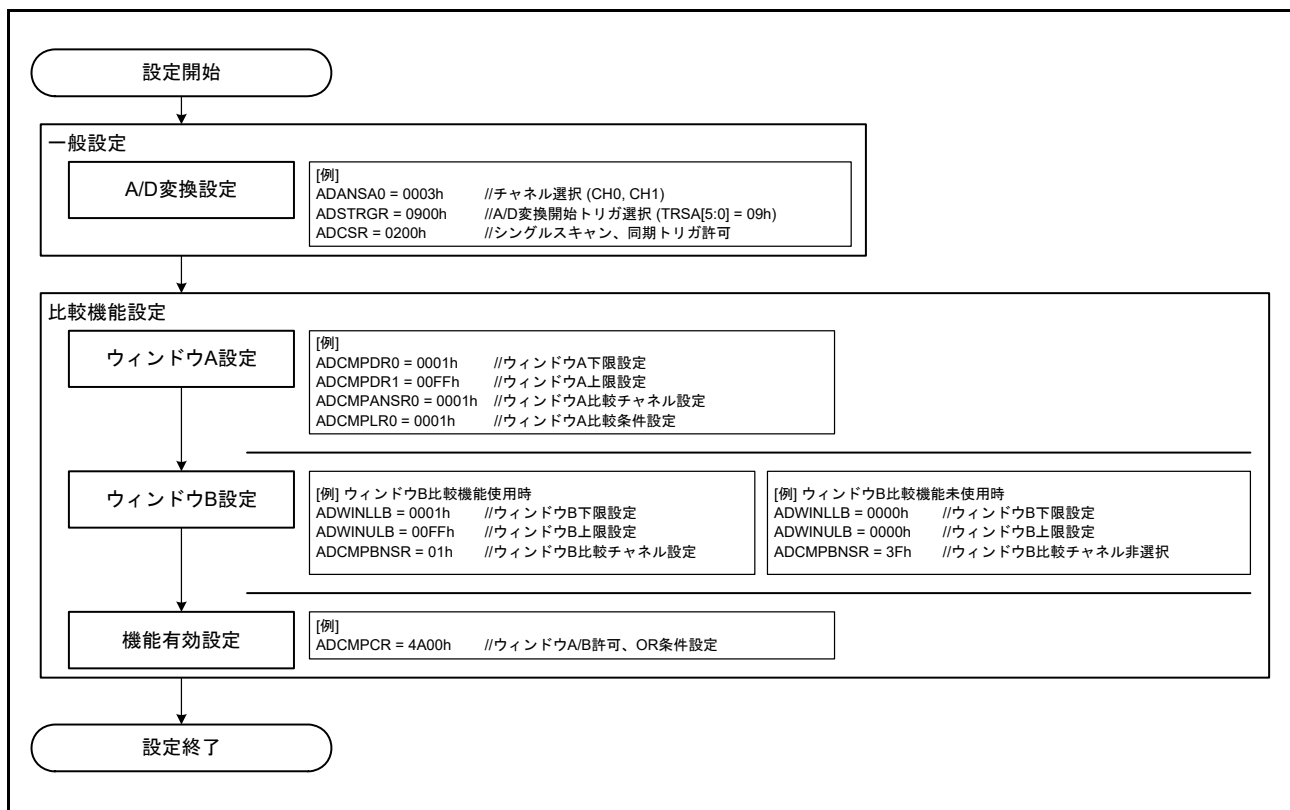 設定開始
一般設定
A/D変換設定
[例]
ADANSA0 = 0003h //チャネル選択 (CH0, CH1)
ADSTRGR = 0900h //A/D変換開始トリガ選択 (TRSA[5:0] = 09h)
ADCSR = 0200h //シングルスキャン、同期トリガ許可
比較機能設定
ウィンドウA設定
[例]
ADCMPDR0 = 0001h //ウィンドウA下限設定
ADCMPDR1 = 00FFh //ウィンドウA上限設定
ADCMPANSR0 = 0001h //ウィンドウA比較チャネル設定
ADCMPLR0 = 0001h //ウィンドウA比較条件設定
ウィンドウB設定
[例] ウィンドウB比較機能使用時
ADWINLLB = 0001h //ウィンドウB下限設定
ADWINULB = 00FFh //ウィンドウB上限設定
ADCMPBNSR = 01h //ウィンドウB比較チャネル設定
[例] ウィンドウB比較機能未使用時
ADWINLLB = 0000h //ウィンドウB下限設定
ADWINULB = 0000h //ウィンドウB上限設定
ADCMPBNSR = 3Fh //ウィンドウB比較チャネル非選択
機能有効設定
[例]
ADCMPCR = 4A00h //ウィンドウA/B許可、OR条件設定
設定終了